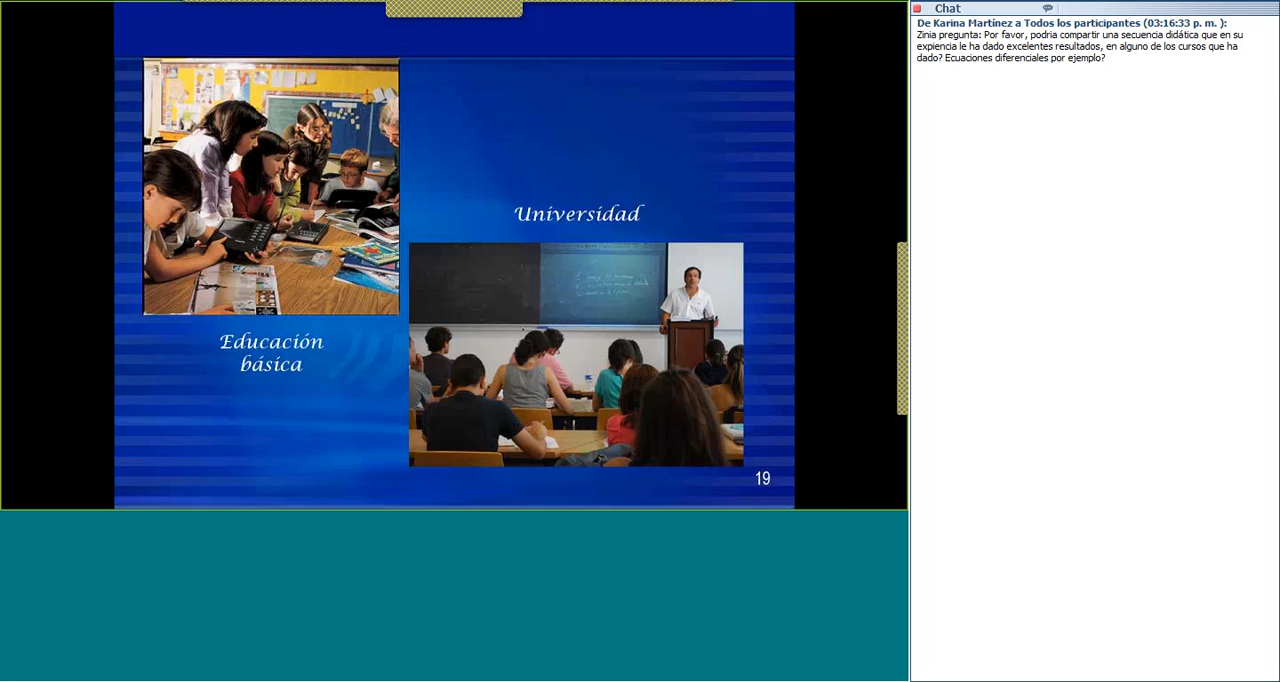 Educación
básica
Universidad
19
Chat
De Karina Martínez a Todos los participantes (03:16:33 p. m. ):
Zinia pregunta: Por favor, podria compartir una secuencia didática que en su
expiencia le ha dado excelentes resultados, en alguno de los cursos que ha
dado? Ecuaciones diferenciales por ejemplo?